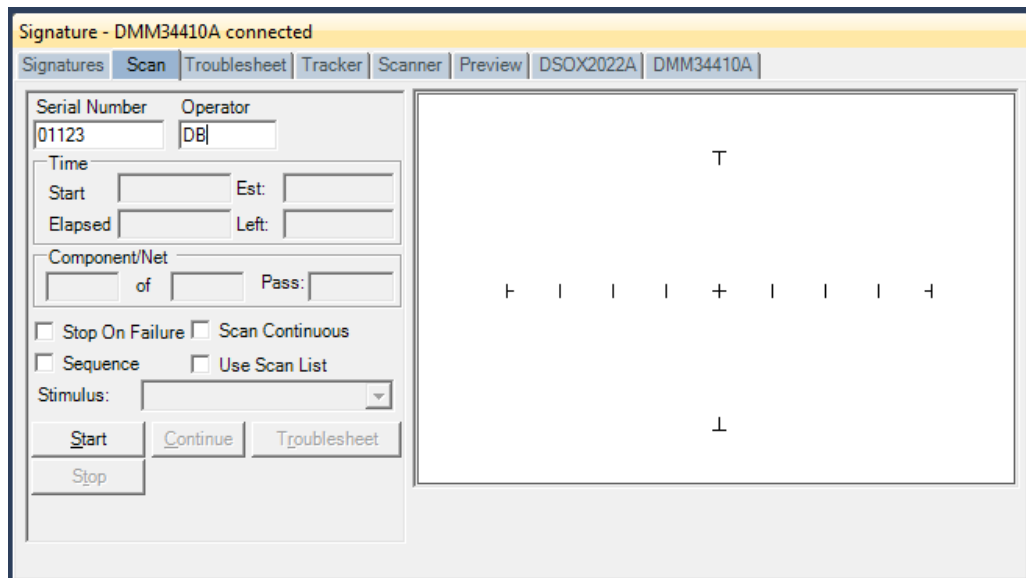 Signature - DMM34410A connected
Signatures Scan Troublesheet Tracker Scanner Preview DSOX2022A DMM34410A
Serial Number Operator
01123 DB
Time
Start Est:
Elapsed Left:
Component/Net
of Pass:
Stop On Failure Scan Continuous
Sequence Use Scan List
Stimulus:
Start Continue Troublesheet
Stop